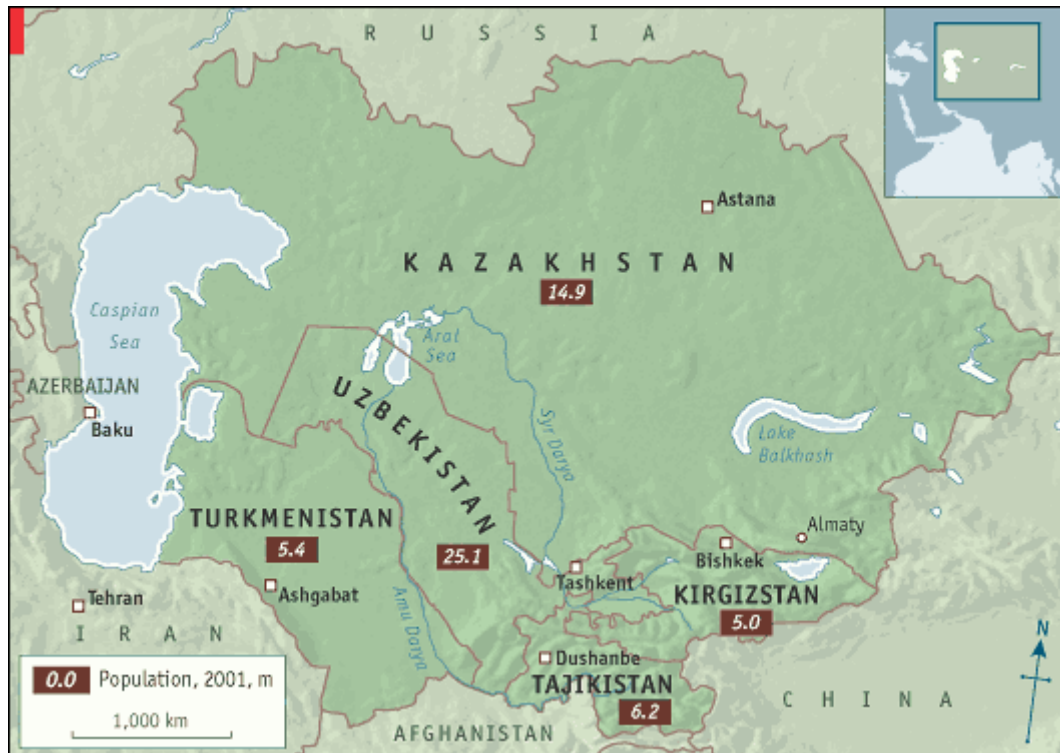 R U S S I A
Astana
K A Z A K H S T A N
14.9
Caspian
Sea
Aral
Sea
AZERBAIJAN
Baku
UZBEKISTAN
25.1
Syr Darya
Lake
Balkhash
TURKMENISTAN
5.4
Almaty
Bishkek
Tashkent
KIRGIZSTAN
5.0
Ashgabat
Amu Darya
Tehran
I R A N
Dushanbe
TAJIKISTAN
6.2
C H I N A
N
AFGHANISTAN
0.0 Population, 2001, m
1,000 km